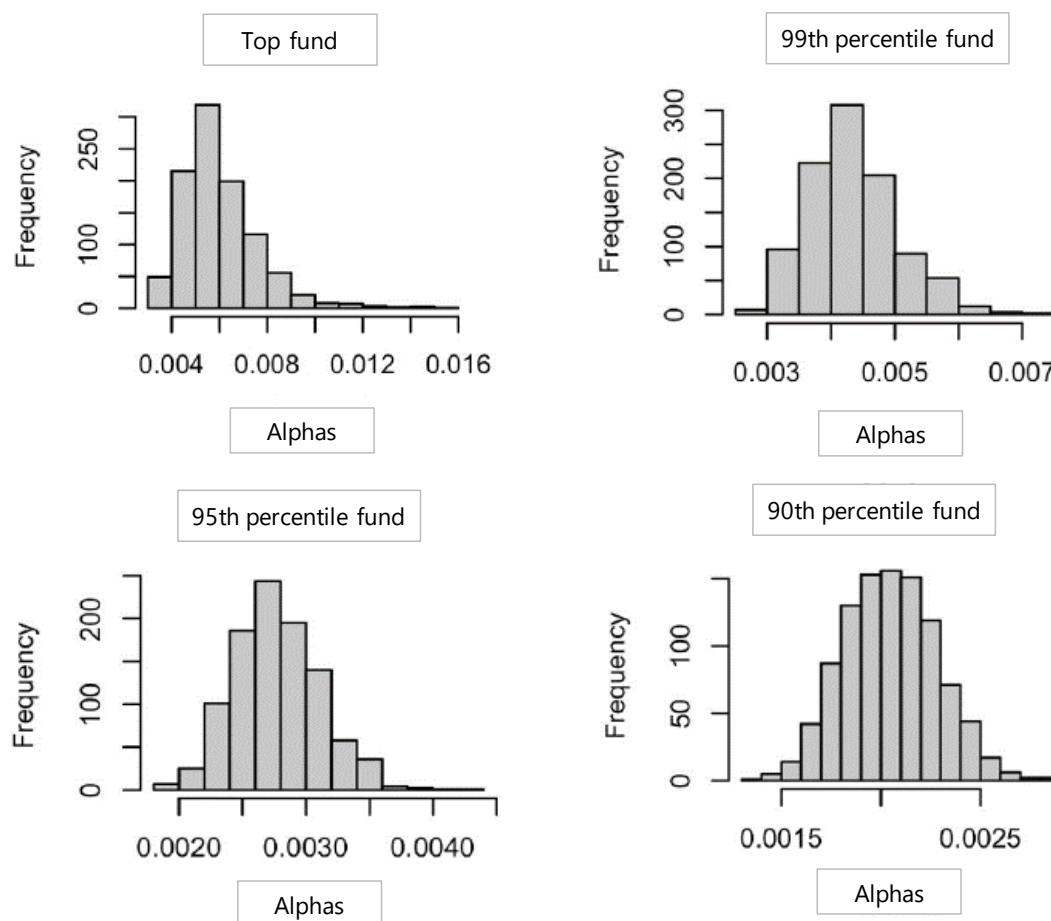 Top fund
Frequency
250
100
0
0.004 0.008 0.012 0.016
Alphas
99th percentile fund
Frequency
300
200
100
0
0.003 0.005 0.007
Alphas
95th percentile fund
Frequency
200
100
0
0.0020 0.0030 0.0040
Alphas
90th percentile fund
Frequency
100
50
0
0.0015 0.0025
Alphas